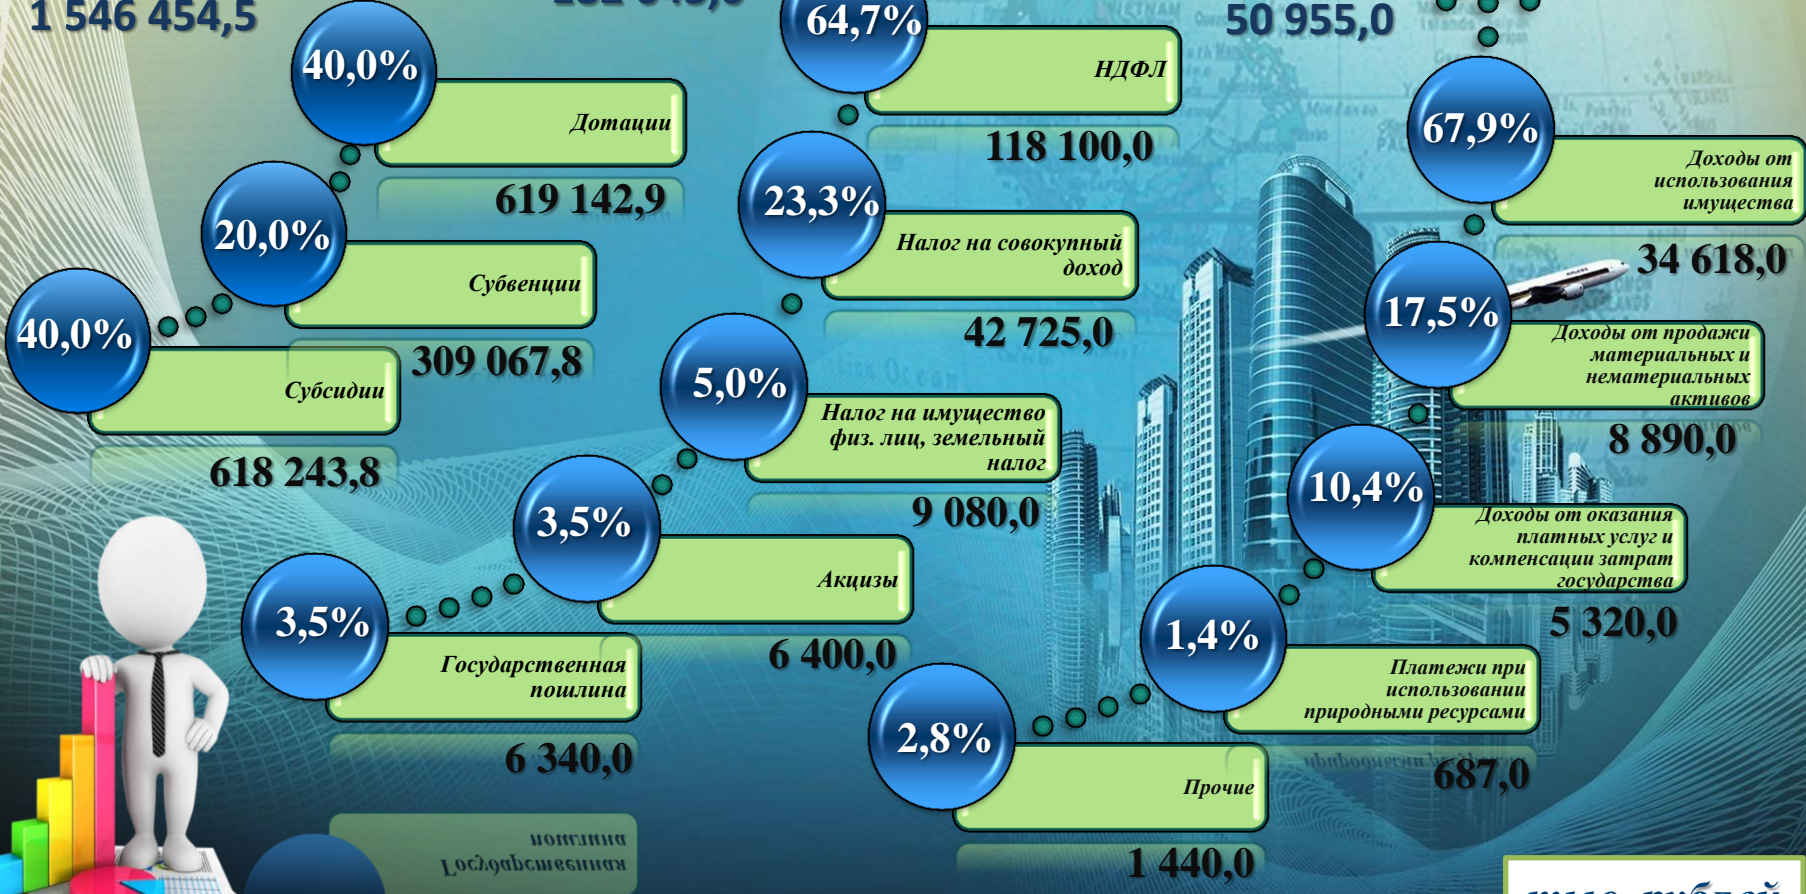 1 546 454,5
50 955,0
40,0%
Дотации
619 142,9
20,0%
Субвенции
309 067,8
40,0%
Субсидии
618 243,8
64,7%
НДФЛ
118 100,0
23,3%
Налог на совокупный
доход
42 725,0
5,0%
Налог на имущество
физ. лиц, земельный
налог
9 080,0
3,5%
Акцизы
6 400,0
3,5%
Государственная
пошлина
6 340,0
67,9%
Доходы от
использования
имущества
34 618,0
17,5%
Доходы от продажи
материальных и
нематериальных
активов
8 890,0
10,4%
Доходы от оказания
платных услуг и
компенсации затрат
государства
5 320,0
1,4%
Платежи при
использовании
природными ресурсами
687,0
2,8%
Прочие
1 440,0